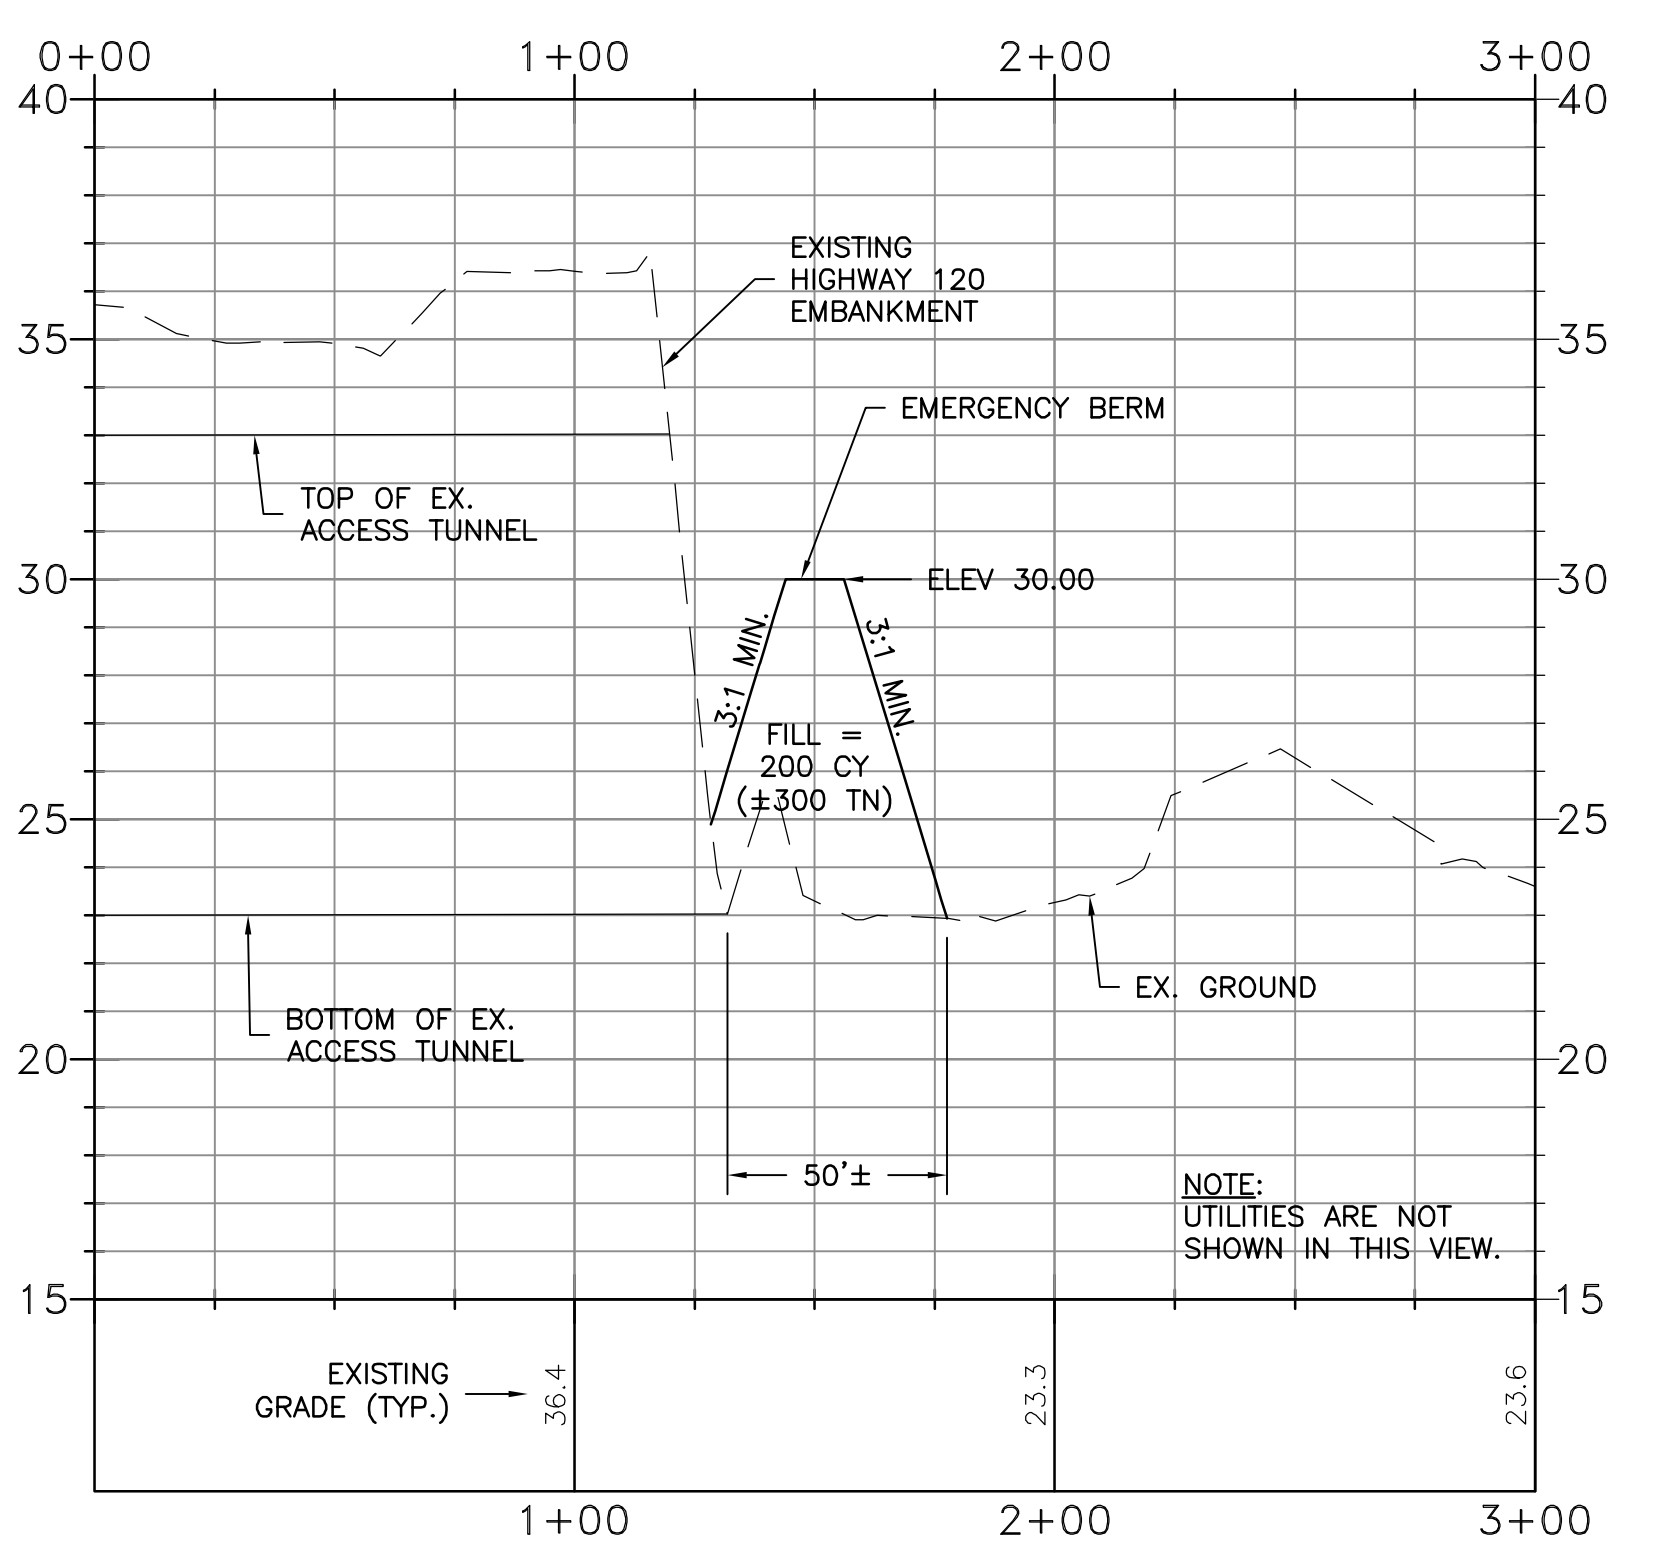 0+00 1+00 2+00 3+00
40 40
EXISTING
HIGHWAY 120
EMBANKMENT
35 35
EMERGENCY BERM
TOP OF EX.
ACCESS TUNNEL
30 ELEV 30.00 30
3:1 MIN.
3:1 MIN.
FILL =
200 CY
(±300 TN)
25 25
EX. GROUND
BOTTOM OF EX.
ACCESS TUNNEL
20 20
50'±
NOTE:
UTILITIES ARE NOT
SHOWN IN THIS VIEW.
15 15
EXISTING
GRADE (TYP.)
36.4
23.3
23.6
1+00 2+00 3+00